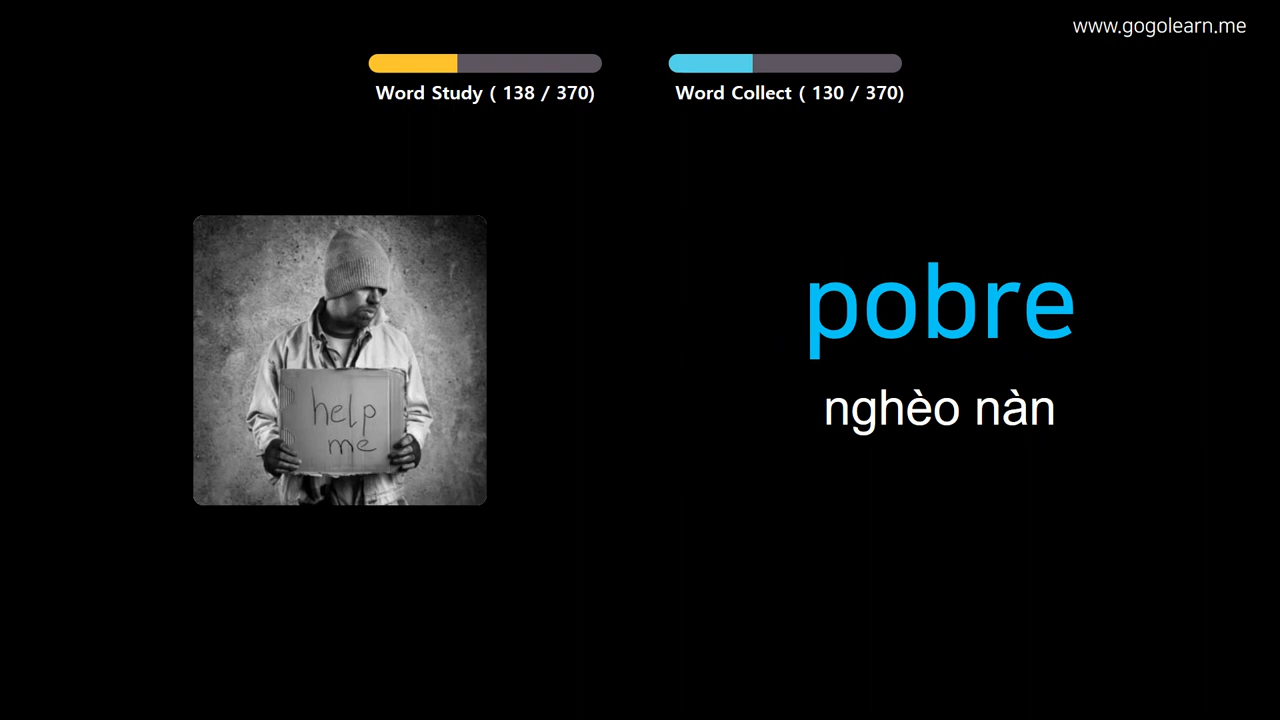 www.gogolearn.me
Word Study ( 138 / 370)
Word Collect ( 130 / 370)
help
me
pobre
nghèo nàn